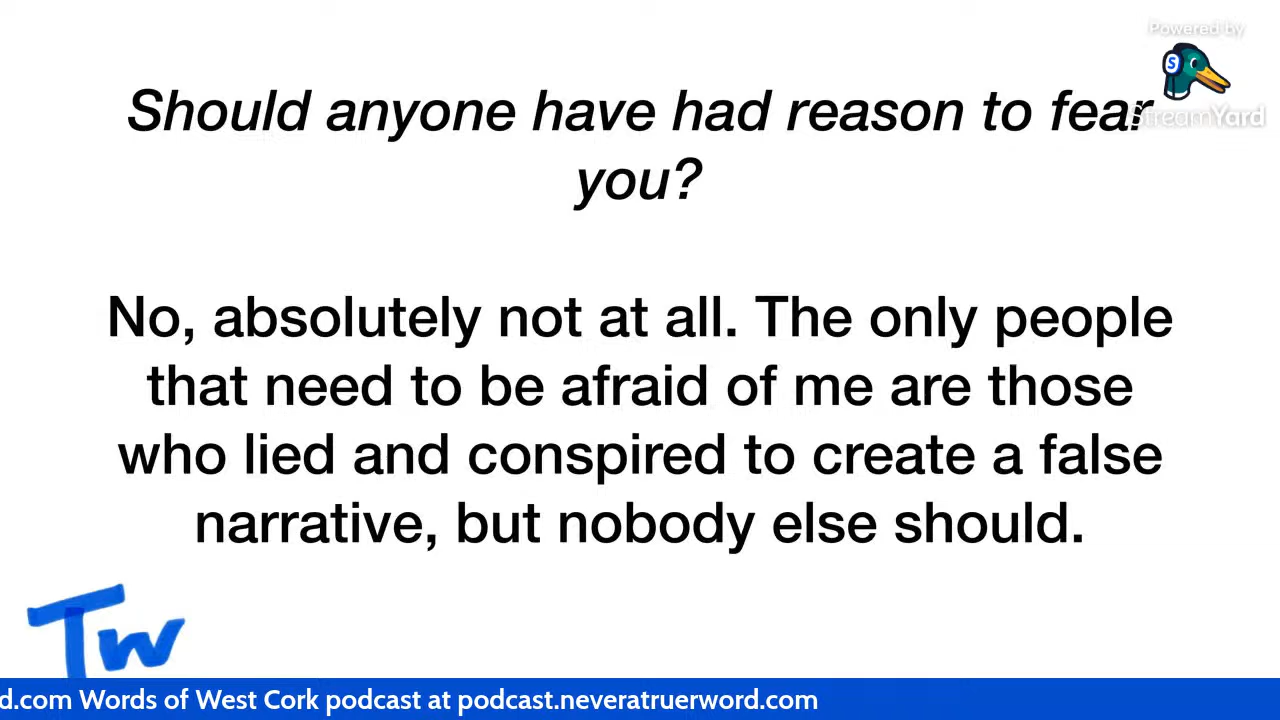 Powered by
StreamYard
Should anyone have had reason to fear
you?
No, absolutely not at all. The only people
that need to be afraid of me are those
who lied and conspired to create a false
narrative, but nobody else should.
Tw
d.com Words of West Cork podcast at podcast.neveratruerword.com